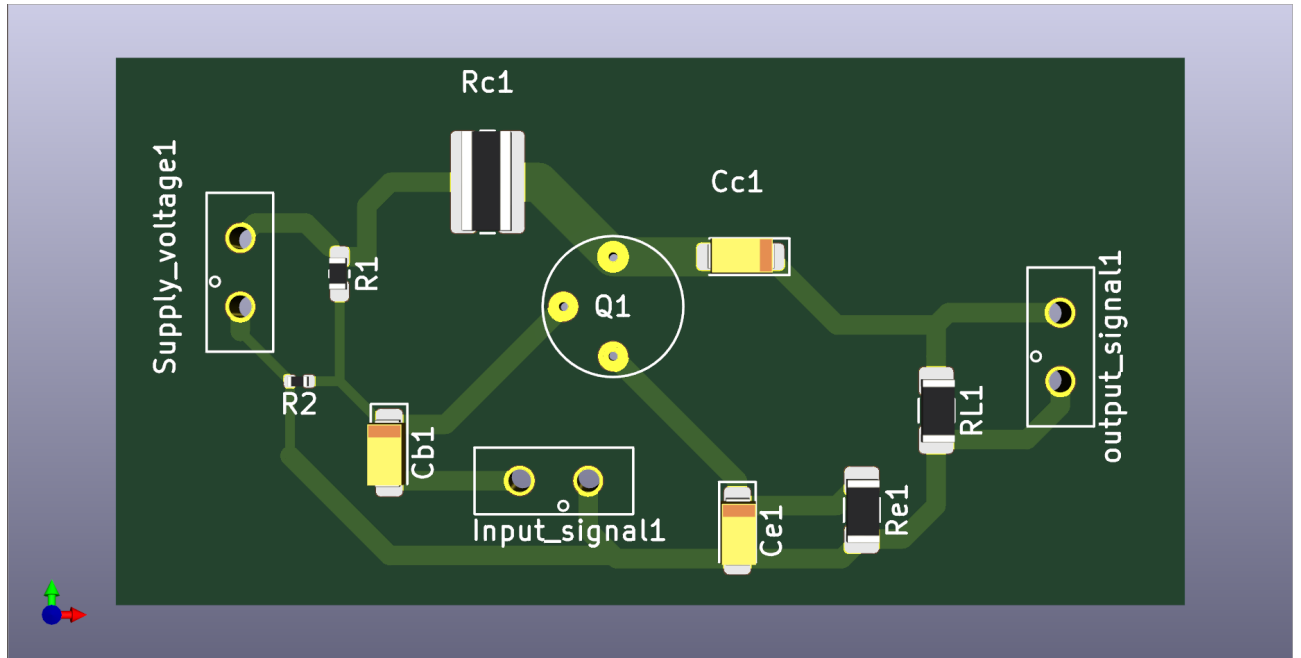 Rc1
Supply_voltage1
Cc1
R1
Q1
output_signal1
R2
RL1
Cb1
Input_signal1
Ce1
Re1